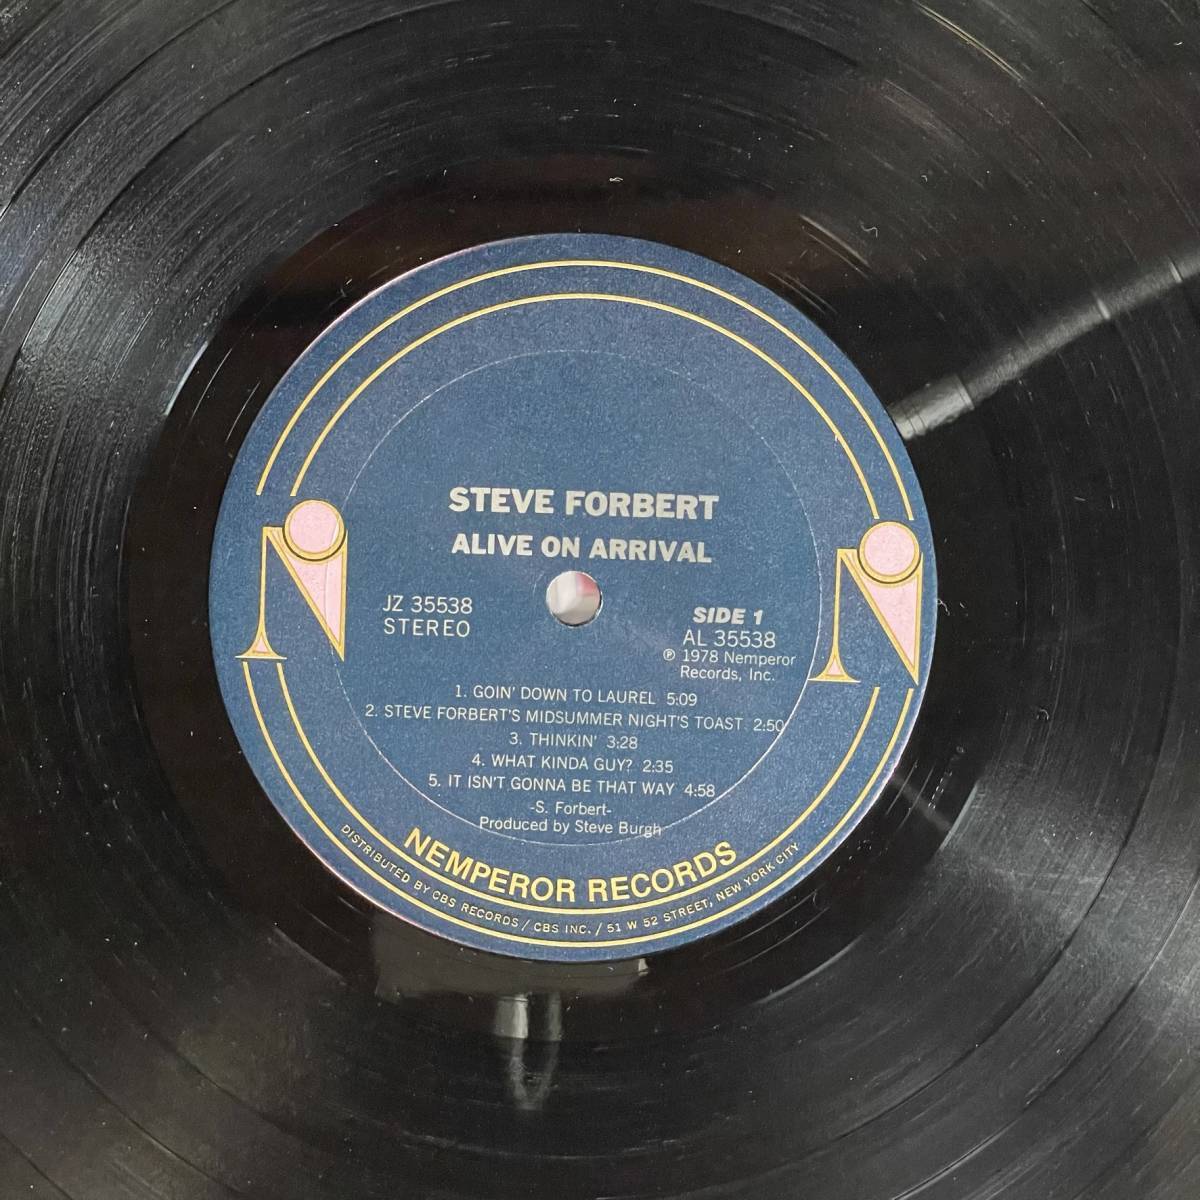 STEVE FORBERT
ALIVE ON ARRIVAL
JZ 35538
STEREO
SIDE 1
AL 35538
℗ 1978 Nemperor
Records, Inc.
1. GOIN' DOWN TO LAUREL 5:09
2. STEVE FORBERT'S MIDSUMMER NIGHT'S TOAST 2:50
3. THINKIN' 3:28
4. WHAT KINDA GUY? 2:35
5. IT ISN'T GONNA BE THAT WAY 4:58
-S. Forbert-
Produced by Steve Burgh
NEMPEROR RECORDS
DISTRIBUTED BY CBS RECORDS / CBS INC. / 51 W 52 STREET, NEW YORK CITY